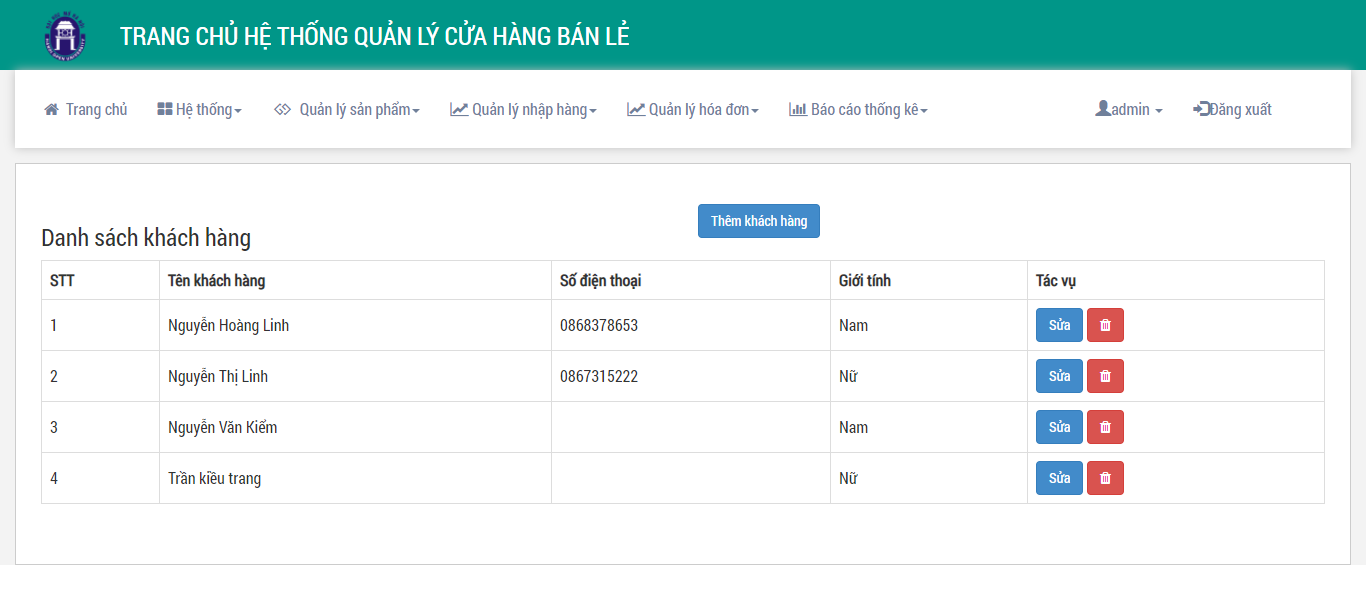 TRANG CHỦ HỆ THỐNG QUẢN LÝ CỬA HÀNG BÁN LẺ
Trang chủ Hệ thống Quản lý sản phẩm Quản lý nhập hàng Quản lý hóa đơn Báo cáo thống kê admin Đăng xuất
Thêm khách hàng
Danh sách khách hàng
STT Tên khách hàng Số điện thoại Giới tính Tác vụ
1 Nguyễn Hoàng Linh 0868378653 Nam Sửa
2 Nguyễn Thị Linh 0867315222 Nữ Sửa
3 Nguyễn Văn Kiểm Nam Sửa
4 Trần kiều trang Nữ Sửa